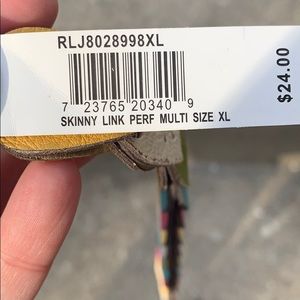 RLJ8028998XL
7 23765 20340 9
SKINNY LINK PERF MULTI SIZE XL
$24.00